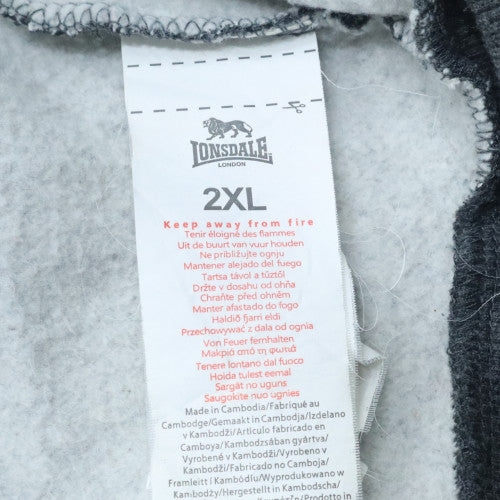 LONSDALE
LONDON
2XL
Keep away from fire
Tenir éloigné des flammes
Uit de buurt van vuur houden
Ne približujte ognju
Mantener alejado del fuego
Tartsa távol a tűztől
Držte v dosahu od ohňa
Chraňte před ohněm
Manter afastado do fogo
Haldið fjarri eldi
Przechowywać z dala od ognia
Von Feuer fernhalten
Μακριά από τη φωτιά
Tenere lontano dal fuoco
Hoida tulest eemal
Sargāt no uguns
Saugokite nuo ugnies
Made in Cambodia/Fabriqué au
Cambodge/Hergesteld in Cambodja/Izdelano
v Kambodži/Artículo fabricado en
Camboya/Kambodzsában gyártva/
Vyrobené v Kambodži/Vyrobeno v
Kambodži/Fabricado no Camboja/
Framleitt í Kambódíu/Wyprodukowano w
Kambodży/Hergestellt in